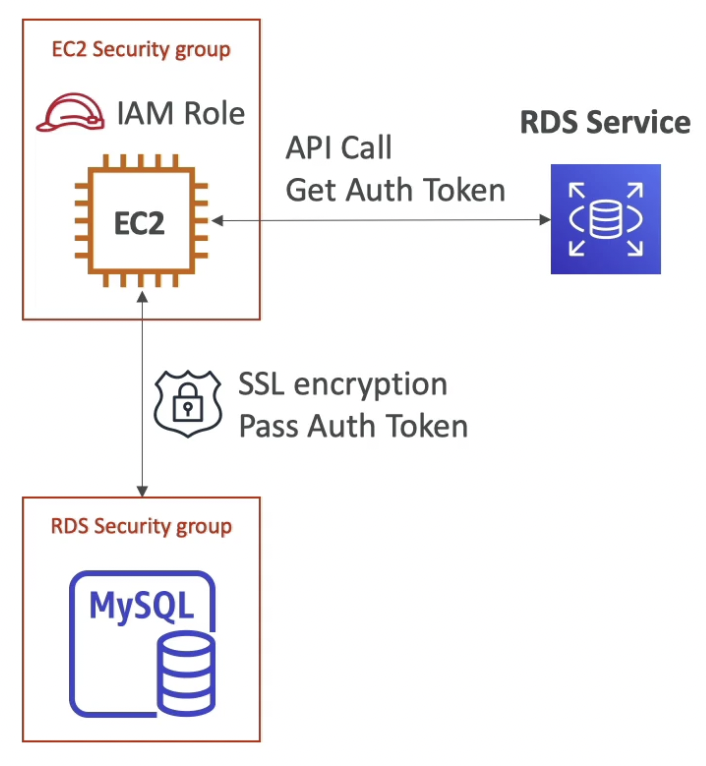 EC2 Security group
IAM Role
EC2
API Call
Get Auth Token
RDS Service
SSL encryption
Pass Auth Token
RDS Security group
MySQL